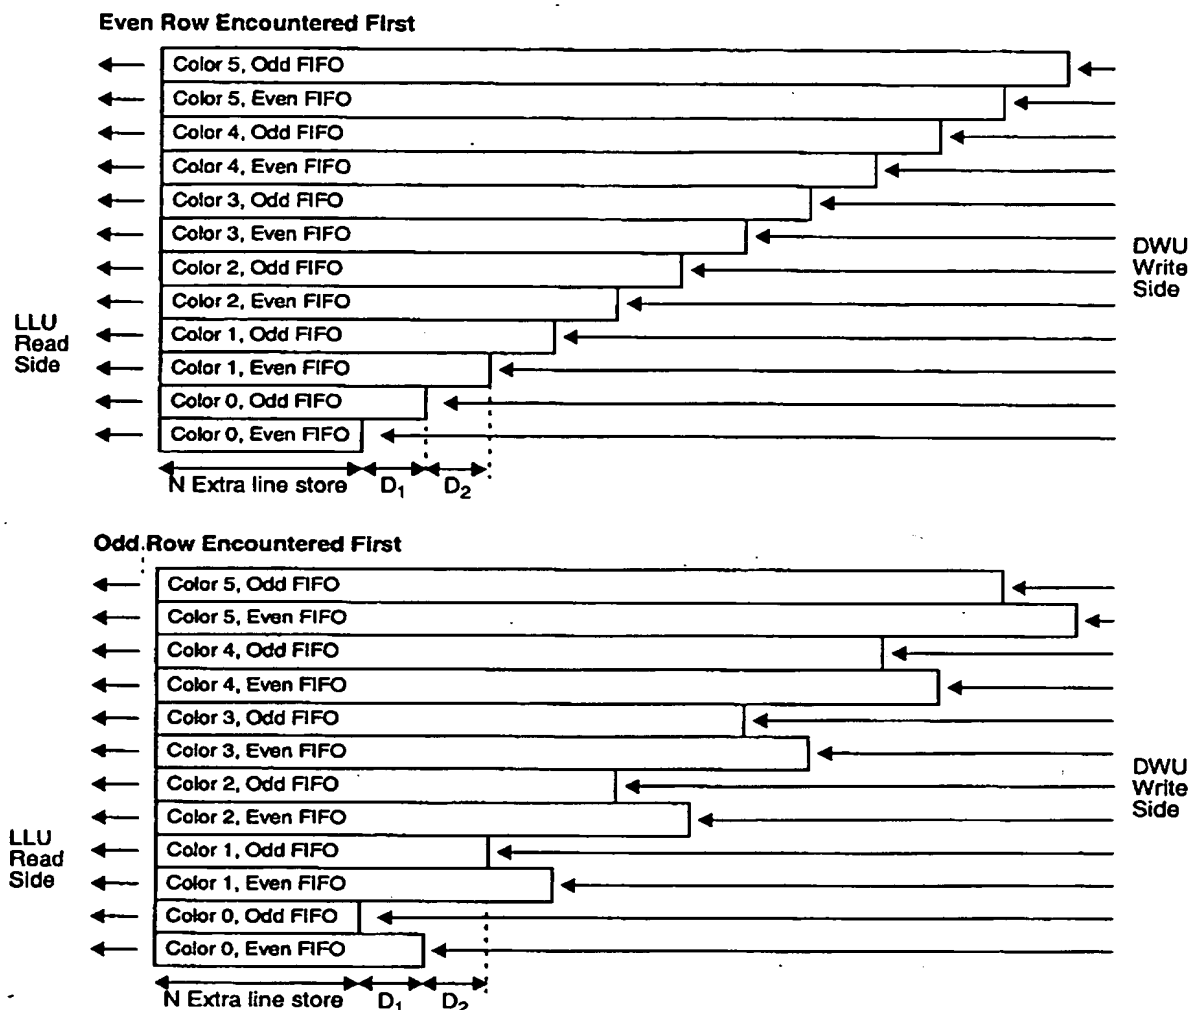 Even Row Encountered First
Color 5, Odd FIFO
Color 5, Even FIFO
Color 4, Odd FIFO
Color 4, Even FIFO
Color 3, Odd FIFO
Color 3, Even FIFO
Color 2, Odd FIFO
Color 2, Even FIFO
Color 1, Odd FIFO
Color 1, Even FIFO
Color 0, Odd FIFO
Color 0, Even FIFO
LLU
Read
Side
DWU
Write
Side
N Extra line store D₁ D₂
Odd Row Encountered First
Color 5, Odd FIFO
Color 5, Even FIFO
Color 4, Odd FIFO
Color 4, Even FIFO
Color 3, Odd FIFO
Color 3, Even FIFO
Color 2, Odd FIFO
Color 2, Even FIFO
Color 1, Odd FIFO
Color 1, Even FIFO
Color 0, Odd FIFO
Color 0, Even FIFO
LLU
Read
Side
DWU
Write
Side
N Extra line store D₁ D₂